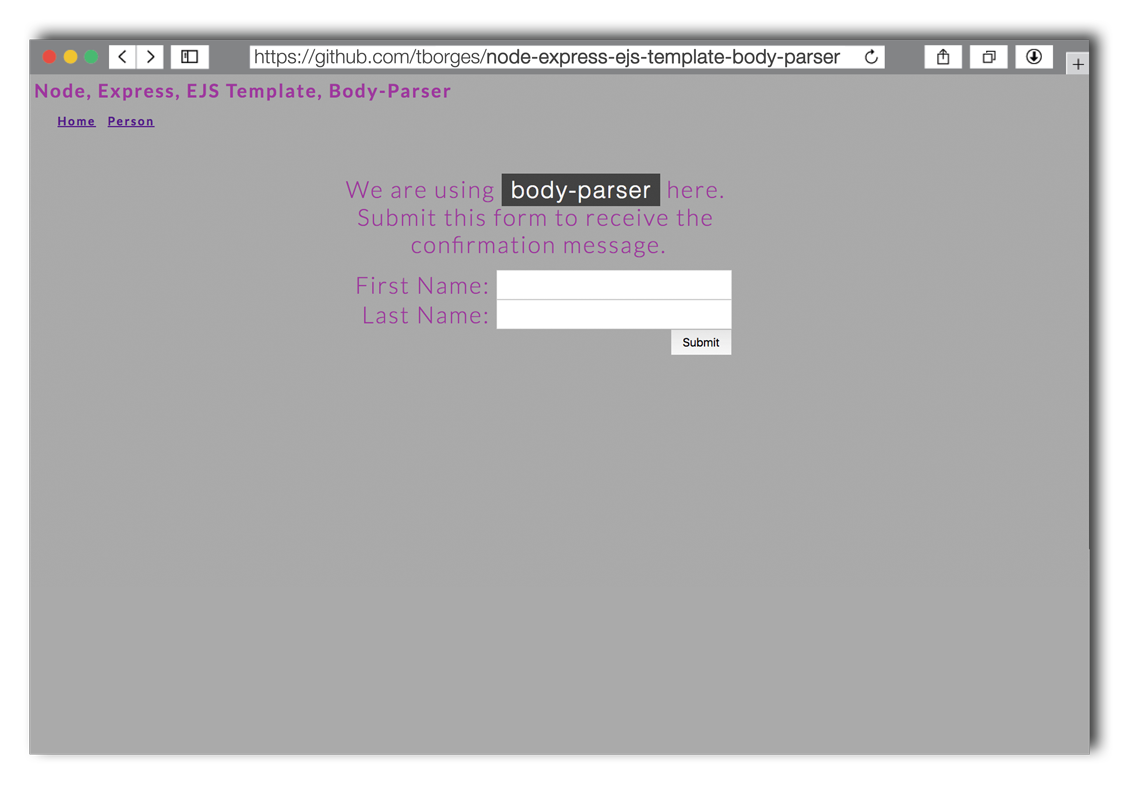 https://github.com/tborges/node-express-ejs-template-body-parser
Node, Express, EJS Template, Body-Parser
Home Person
We are using body-parser here.
Submit this form to receive the
confirmation message.
First Name:
Last Name:
Submit